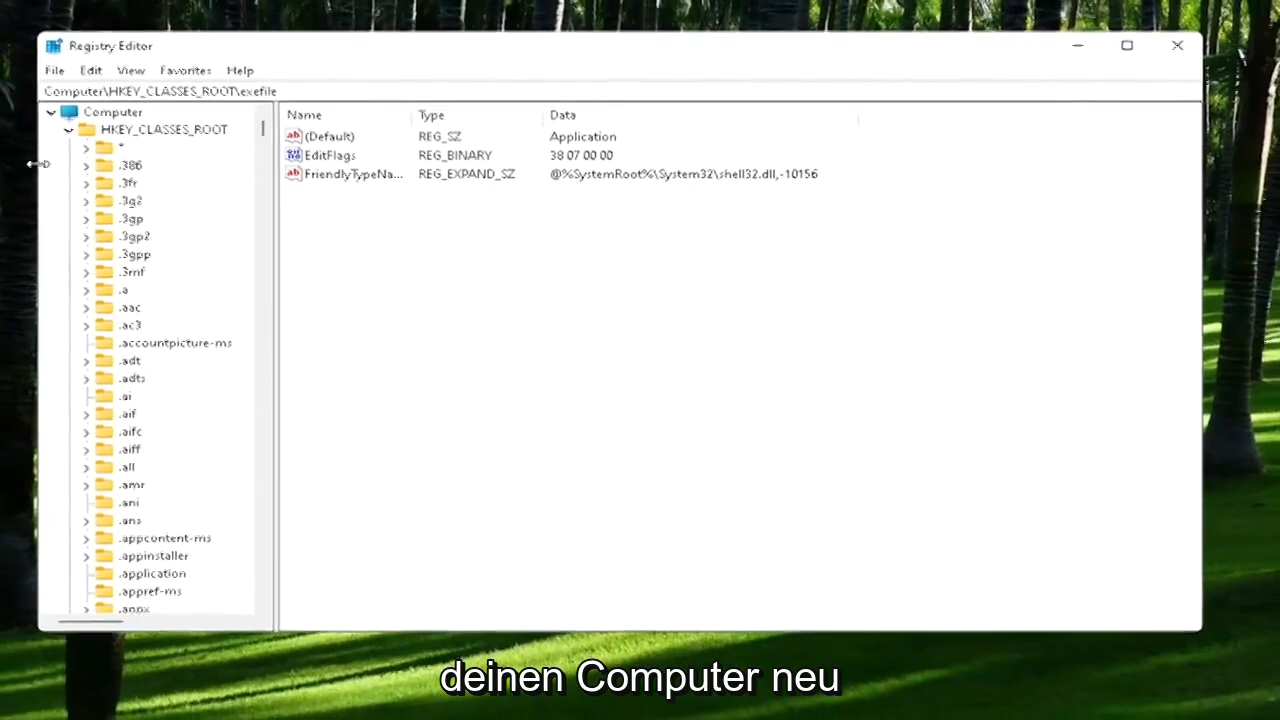 Registry Editor
File Edit View Favorites Help
Computer\HKEY_CLASSES_ROOT\exefile
Computer
HKEY_CLASSES_ROOT
*
.386
.3fr
.3g2
.3gp
.3gp2
.3gpp
.3mf
.a
.aac
.ac3
.accountpicture-ms
.adt
.adts
.ai
.aif
.aifc
.aiff
.all
.amr
.ani
.ans
.appcontent-ms
.appinstaller
.application
.appref-ms
.appx
Name Type Data
(Default) REG_SZ Application
EditFlags REG_BINARY 38 07 00 00
FriendlyTypeNa... REG_EXPAND_SZ @%SystemRoot%\System32\shell32.dll,-10156
deinen Computer neu